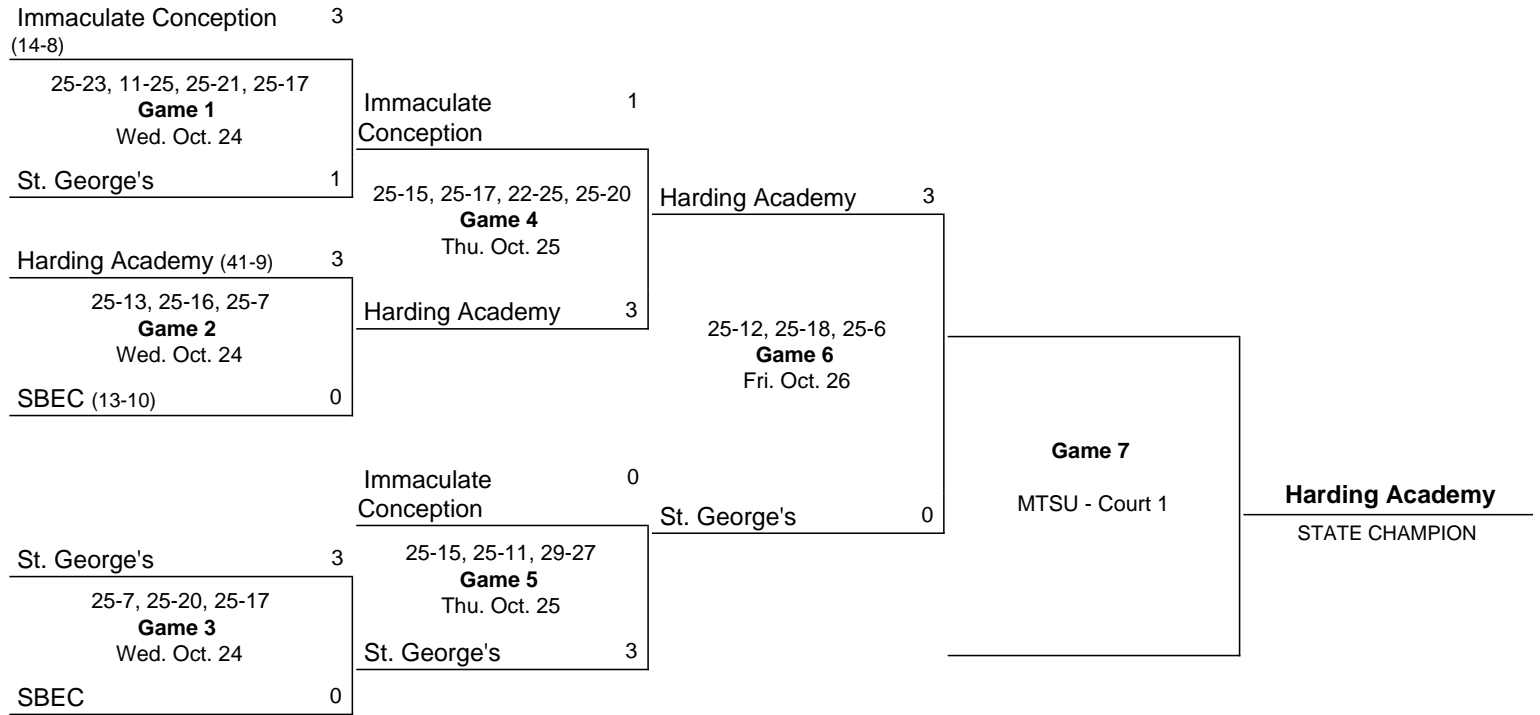 Immaculate Conception 3
(14-8)
25-23, 11-25, 25-21, 25-17
Game 1
Wed. Oct. 24
St. George's 1
Harding Academy (41-9) 3
25-13, 25-16, 25-7
Game 2
Wed. Oct. 24
SBEC (13-10) 0
St. George's 3
25-7, 25-20, 25-17
Game 3
Wed. Oct. 24
SBEC 0
Immaculate 1
Conception
25-15, 25-17, 22-25, 25-20
Game 4
Thu. Oct. 25
Harding Academy 3
Immaculate 0
Conception
25-15, 25-11, 29-27
Game 5
Thu. Oct. 25
St. George's 3
Harding Academy 3
25-12, 25-18, 25-6
Game 6
Fri. Oct. 26
St. George's 0
Game 7
MTSU - Court 1
Harding Academy
STATE CHAMPION